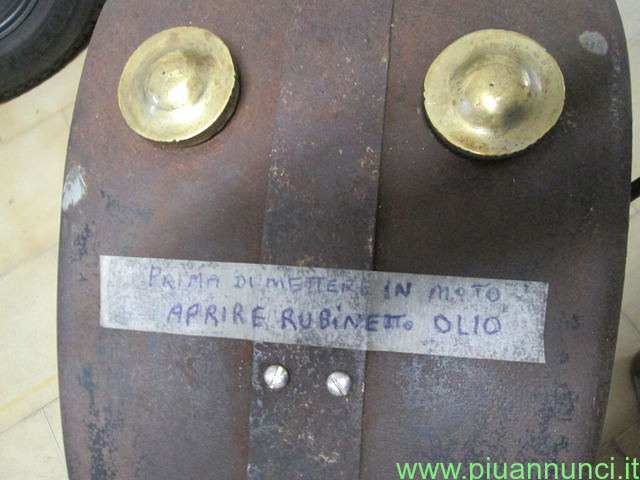 PRIMA DI METTERE IN MOTO
APRIRE RUBINETTO OLIO
www.piuannunci.it